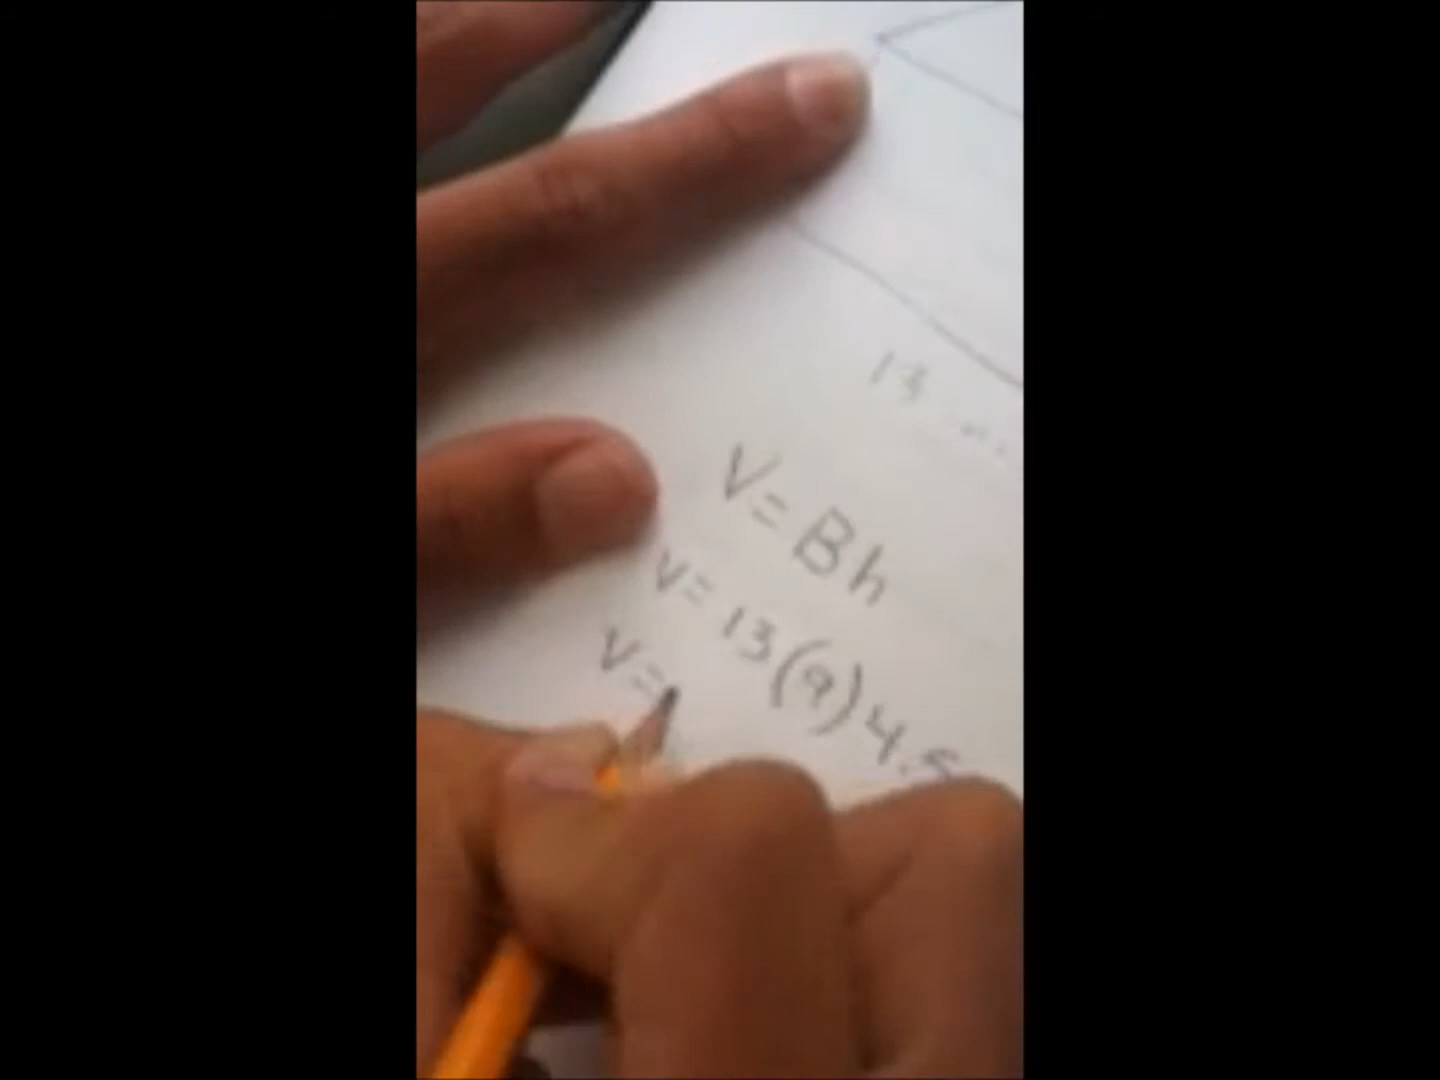 13
V = Bh
V = 13(9)4.5
V =